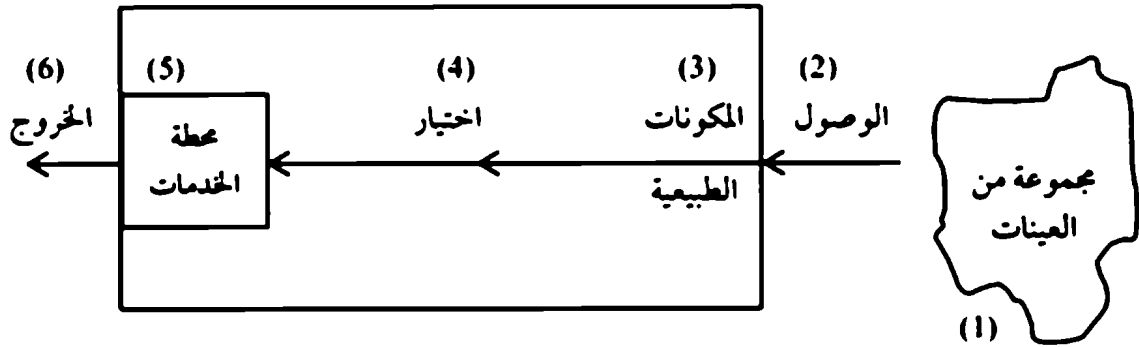 (1)
مجموعة من
العينات
(2)
الوصول
(3)
المكونات
الطبيعية
(4)
اختيار
(5)
محطة
الخدمات
(6)
الخروج